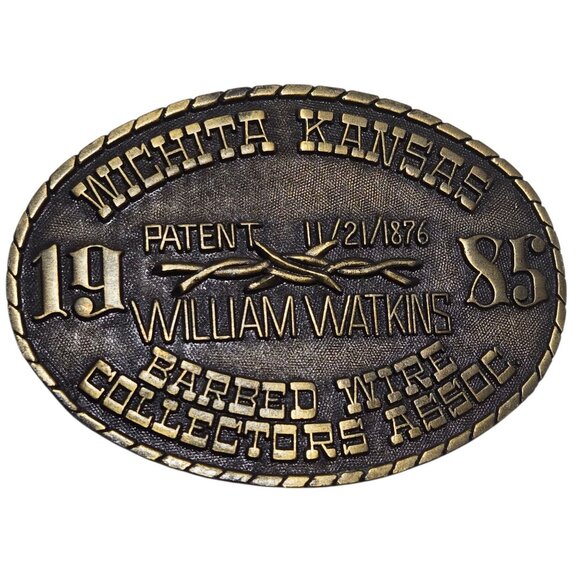 WICHITA KANSAS
PATENT 11/21/1876
19 85
WILLIAM WATKINS
BARBED WIRE
COLLECTORS ASSOC